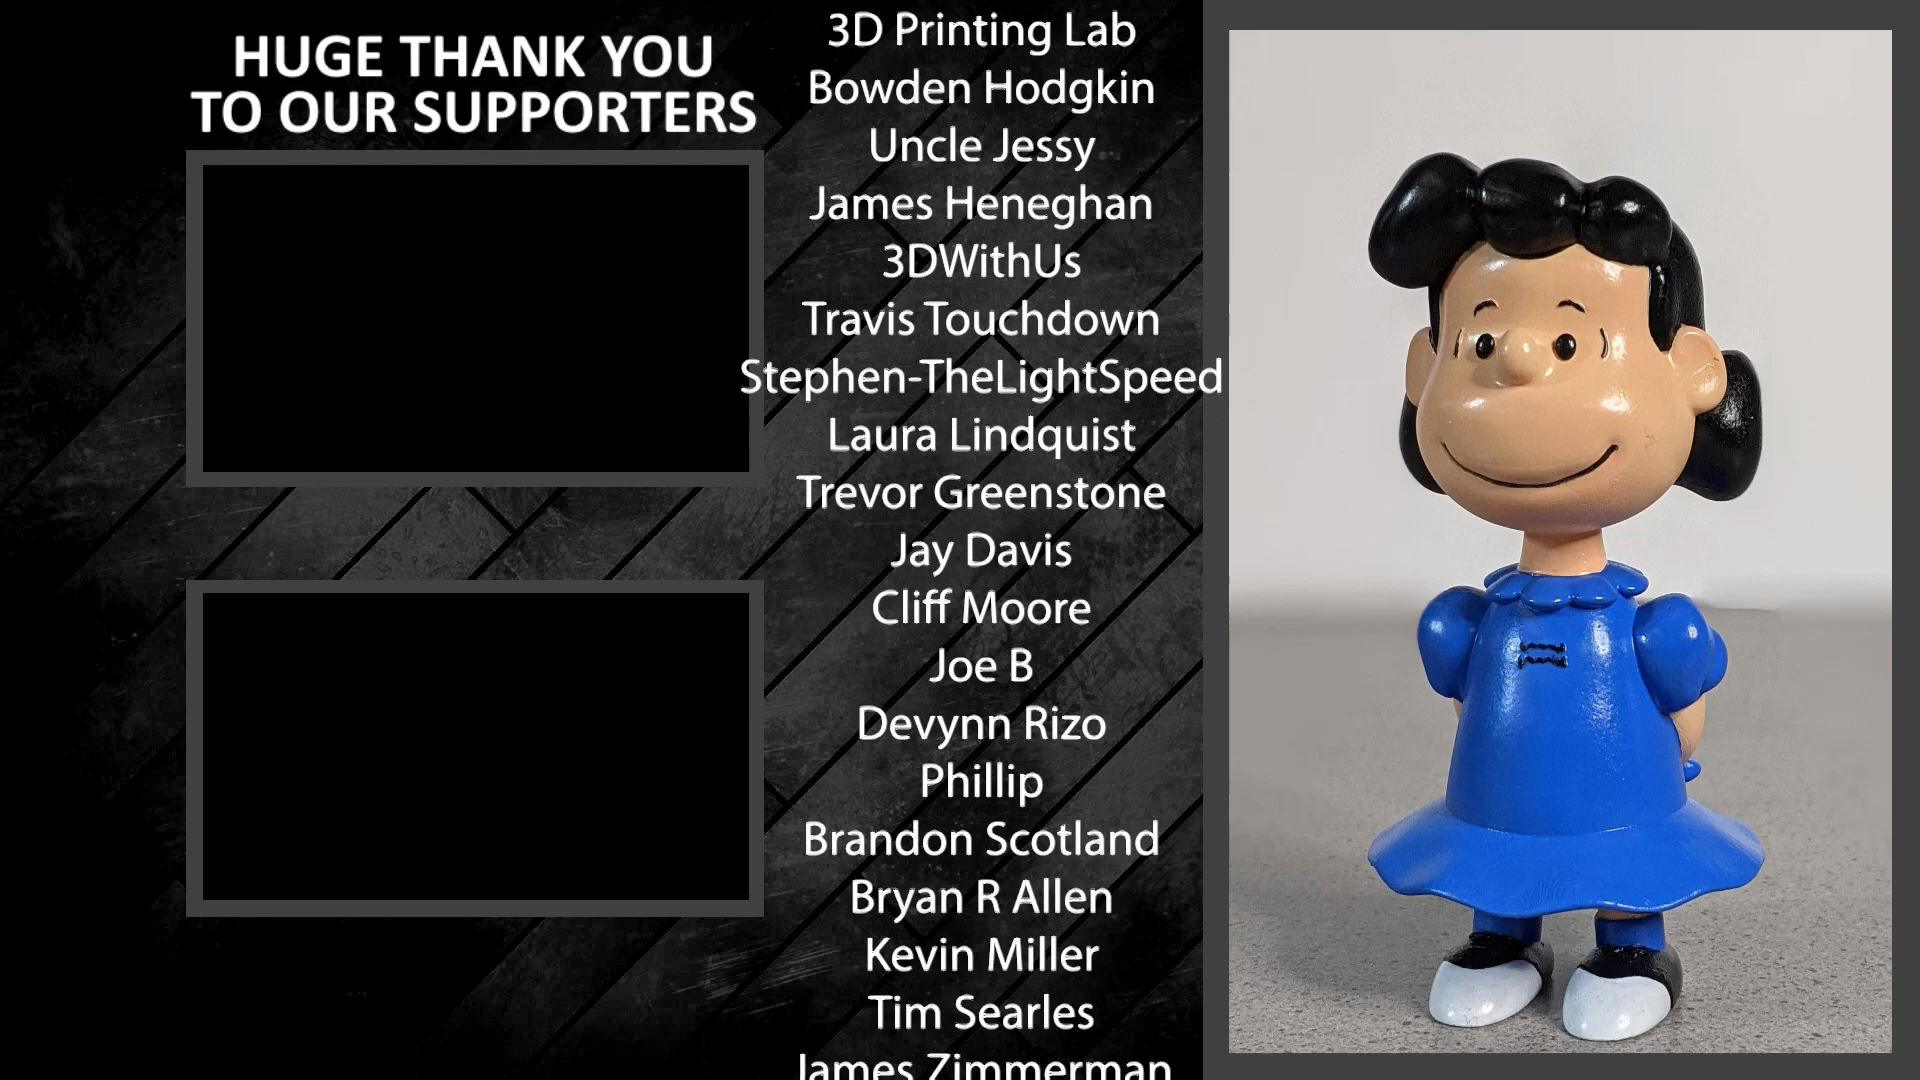 HUGE THANK YOU
TO OUR SUPPORTERS
3D Printing Lab
Bowden Hodgkin
Uncle Jessy
James Heneghan
3DWithUs
Travis Touchdown
Stephen-TheLightSpeed
Laura Lindquist
Trevor Greenstone
Jay Davis
Cliff Moore
Joe B
Devynn Rizo
Phillip
Brandon Scotland
Bryan R Allen
Kevin Miller
Tim Searles
James Zimmerman